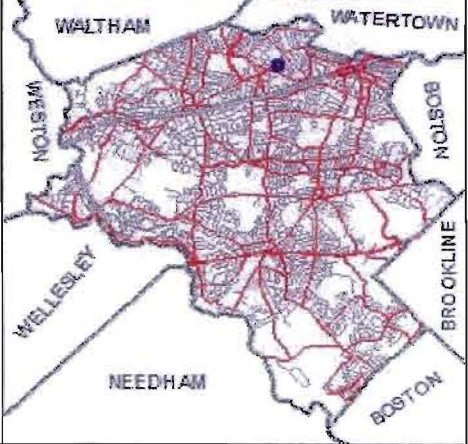 WALTHAM
WATERTOWN
WESTON
BOSTON
BROOKLINE
WELLESLEY
NEEDHAM
BOSTON